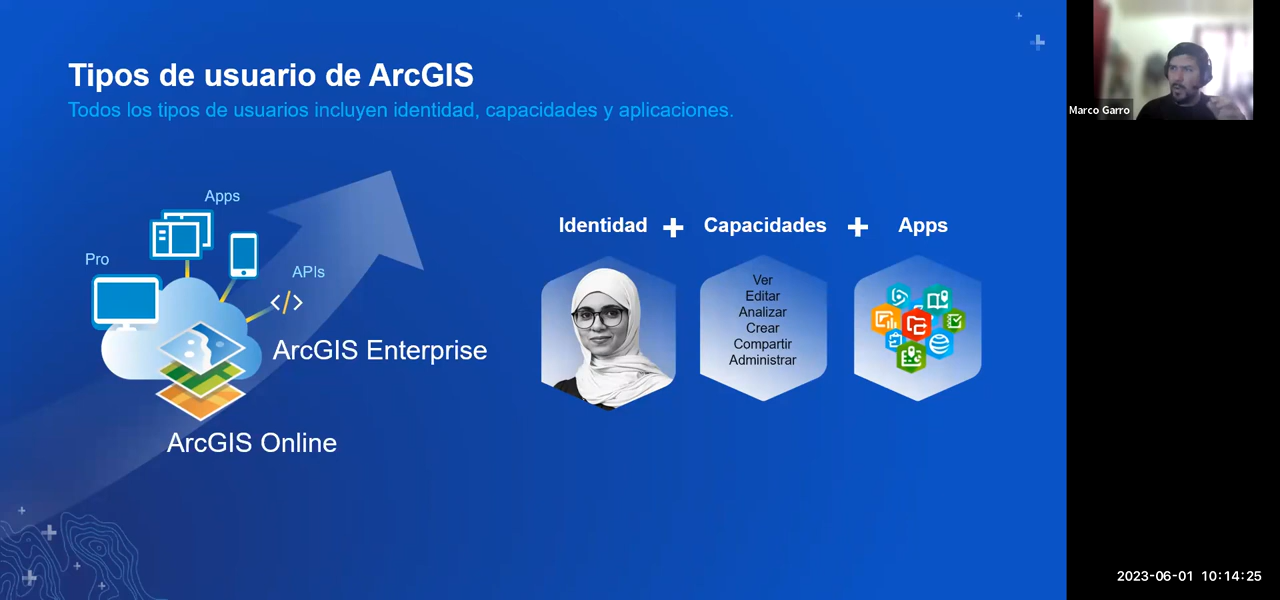 Tipos de usuario de ArcGIS
Todos los tipos de usuarios incluyen identidad, capacidades y aplicaciones.
Apps
Pro
APIs
</>
ArcGIS Enterprise
ArcGIS Online
Identidad + Capacidades + Apps
Ver
Editar
Analizar
Crear
Compartir
Administrar
Marco Garro
2023-06-01 10:14:25